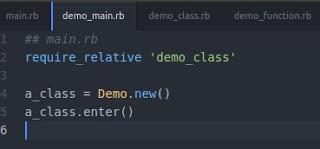 main.rb demo_main.rb demo_class.rb demo_function.rb
1 ## main.rb
2 require_relative 'demo_class'
3
4 a_class = Demo.new()
5 a_class.enter()
6